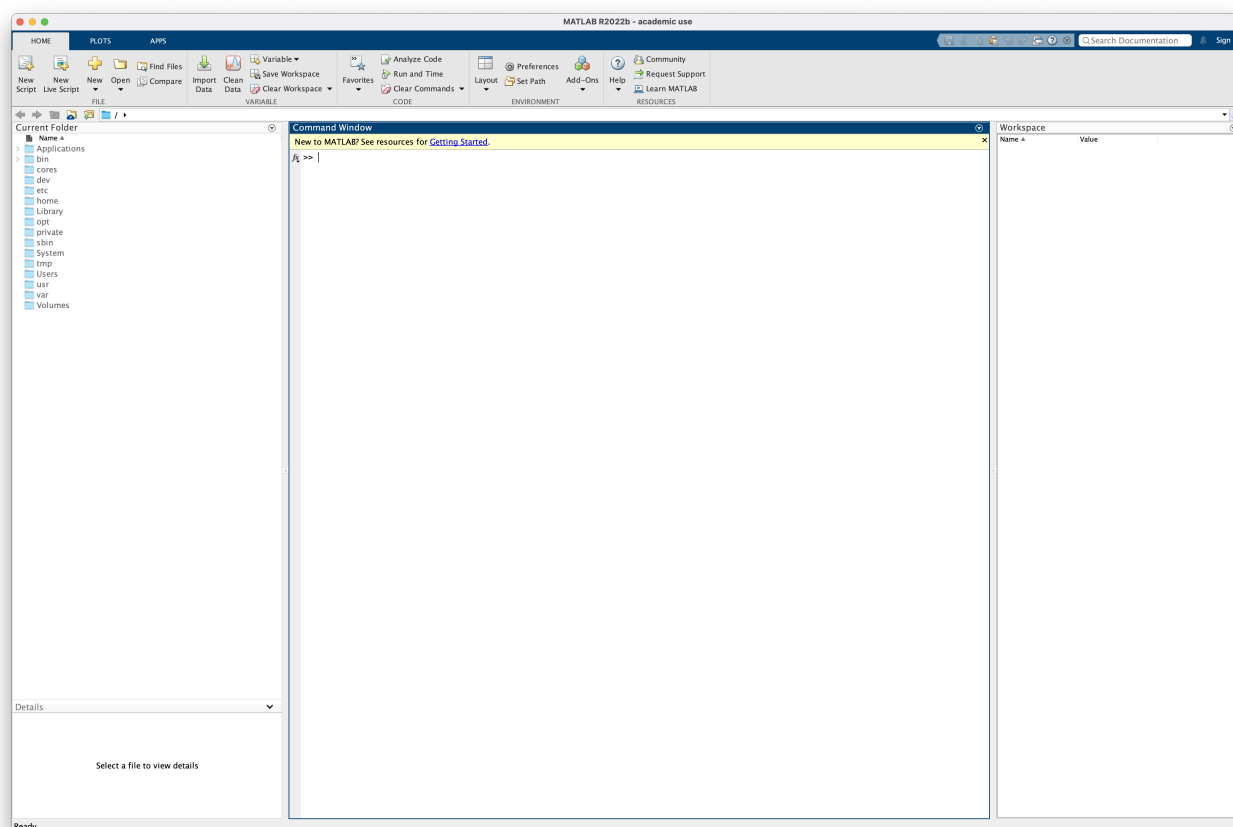 MATLAB R2022b - academic use
HOME PLOTS APPS
Search Documentation
Sign
New Script
New Live Script
New
Open
Find Files
Compare
FILE
Import Data
Clean Data
Variable
Save Workspace
Clear Workspace
VARIABLE
Favorites
Analyze Code
Run and Time
Clear Commands
CODE
Layout
Preferences
Set Path
Add-Ons
ENVIRONMENT
Help
Community
Request Support
Learn MATLAB
RESOURCES
/
Current Folder
Name
Applications
bin
cores
dev
etc
home
Library
opt
private
sbin
System
tmp
Users
usr
var
Volumes
Details
Select a file to view details
Command Window
New to MATLAB? See resources for Getting Started.
fx >>
Workspace
Name Value
Ready